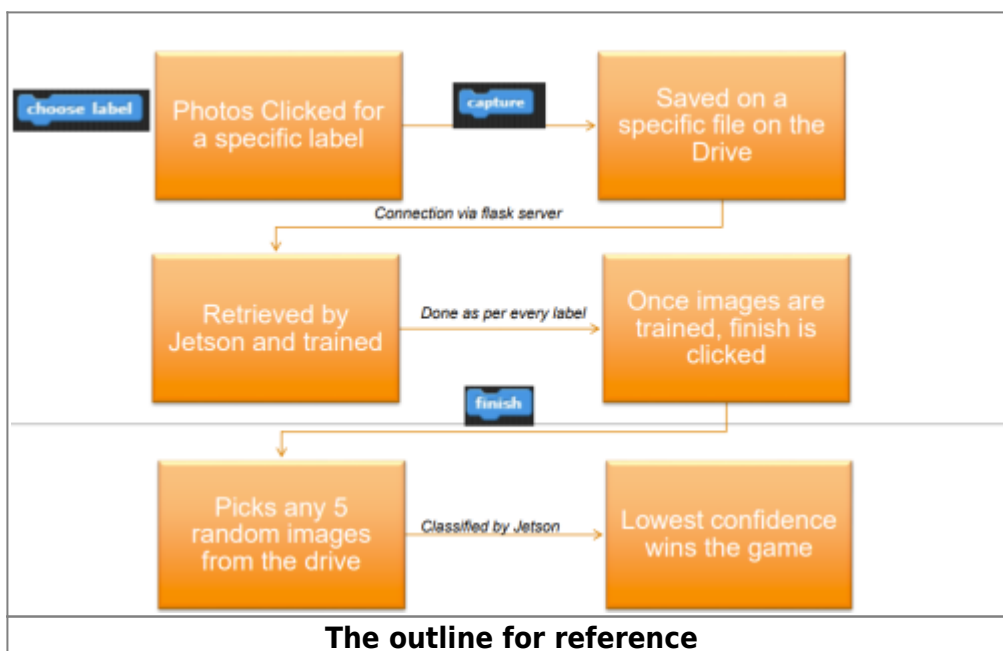 choose label
Photos Clicked for
a specific label
capture
Saved on a
specific file on the
Drive
Connection via flask server
Retrieved by
Jetson and trained
Done as per every label
Once images are
trained, finish is
clicked
finish
Picks any 5
random images
from the drive
Classified by Jetson
Lowest confidence
wins the game
The outline for reference